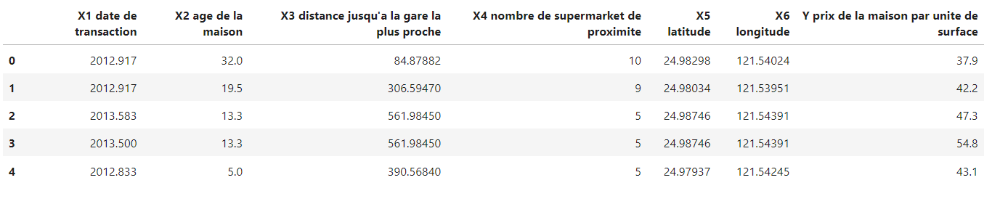 X1 date de transaction X2 age de la maison X3 distance jusqu'a la gare la plus proche X4 nombre de supermarket de proximite X5 latitude X6 longitude Y prix de la maison par unite de surface
0 2012.917 32.0 84.87882 10 24.98298 121.54024 37.9
1 2012.917 19.5 306.59470 9 24.98034 121.53951 42.2
2 2013.583 13.3 561.98450 5 24.98746 121.54391 47.3
3 2013.500 13.3 561.98450 5 24.98746 121.54391 54.8
4 2012.833 5.0 390.56840 5 24.97937 121.54245 43.1